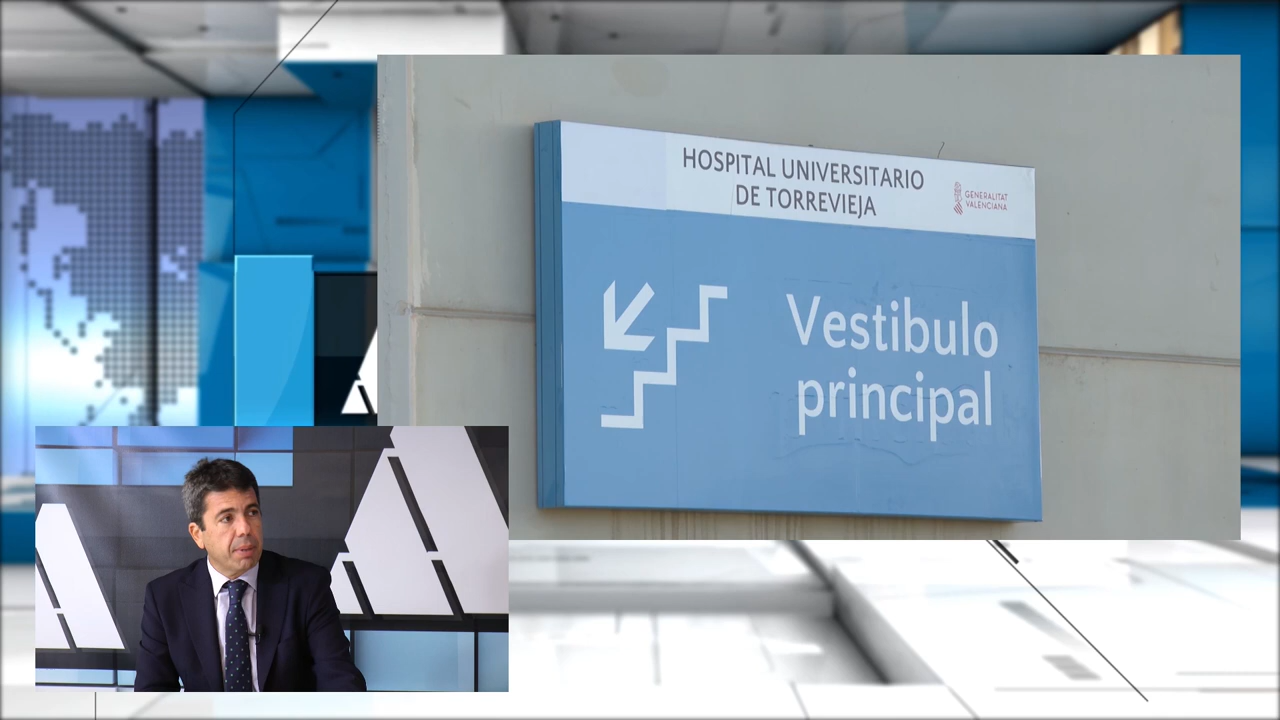 HOSPITAL UNIVERSITARIO
DE TORREVIEJA
GENERALITAT
VALENCIANA
Vestibulo
principal